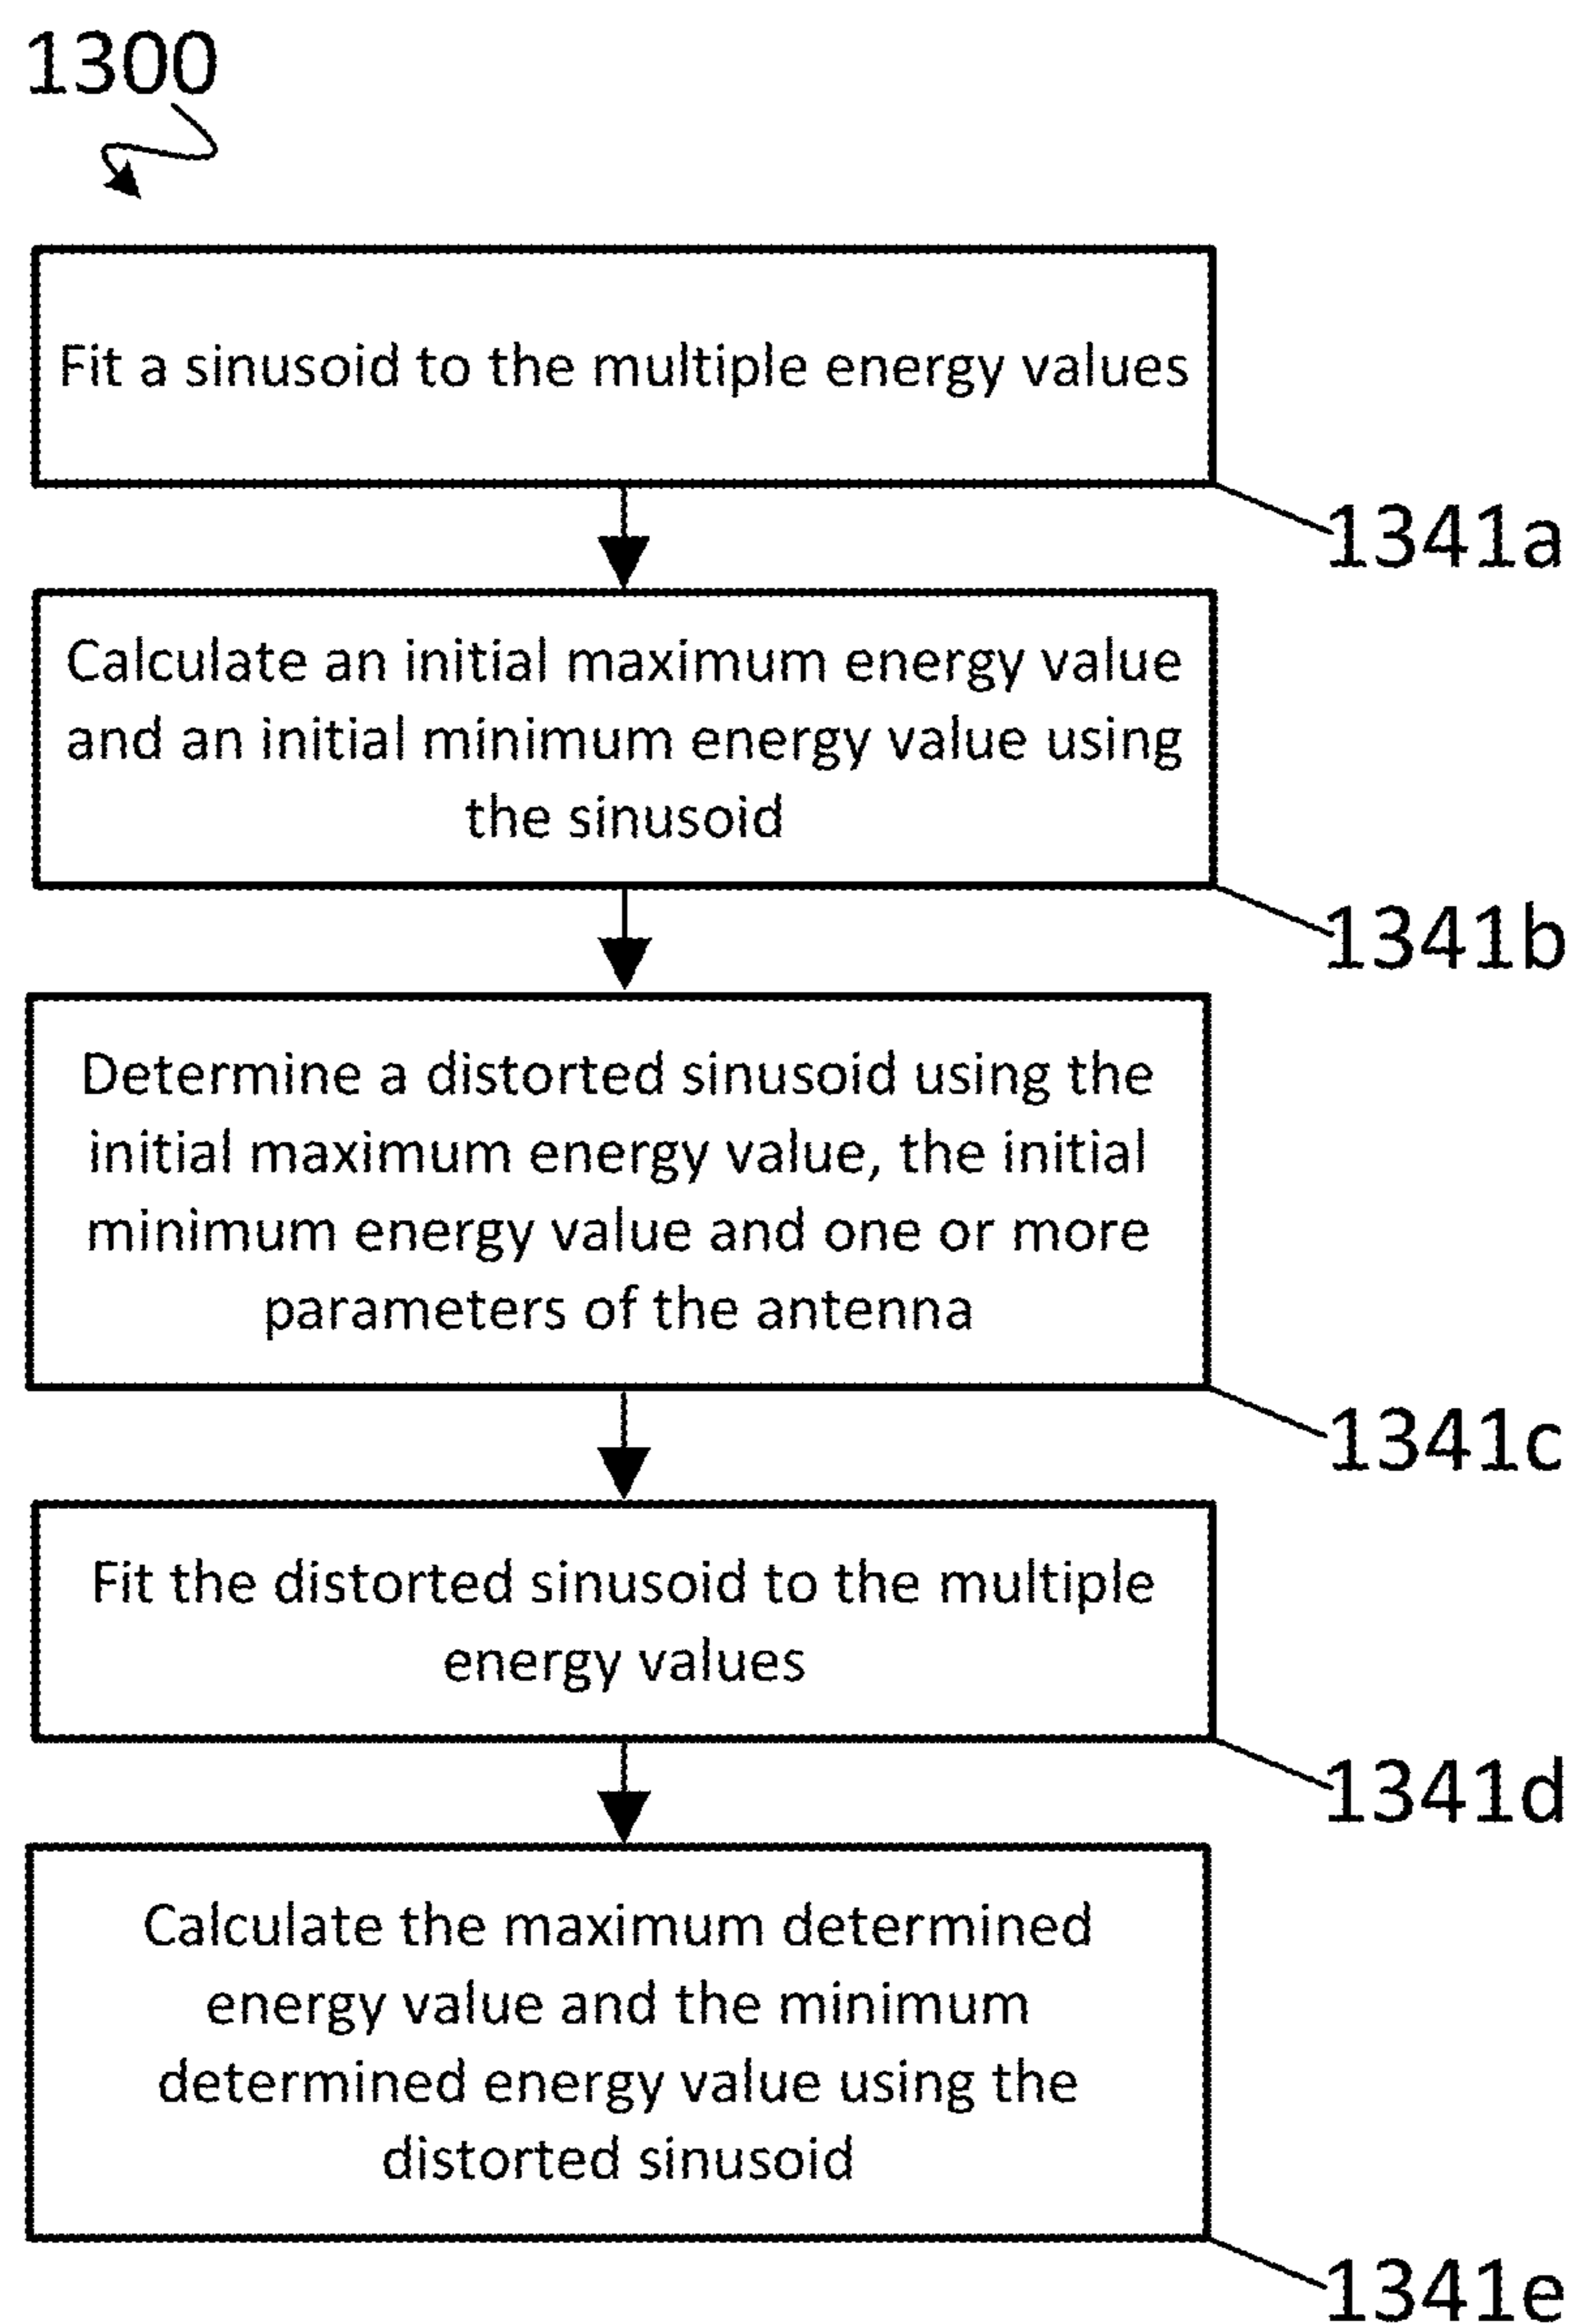 1300
Fit a sinusoid to the multiple energy values
1341a
Calculate an initial maximum energy value
and an initial minimum energy value using
the sinusoid
1341b
Determine a distorted sinusoid using the
initial maximum energy value, the initial
minimum energy value and one or more
parameters of the antenna
1341c
Fit the distorted sinusoid to the multiple
energy values
1341d
Calculate the maximum determined
energy value and the minimum
determined energy value using the
distorted sinusoid
1341e